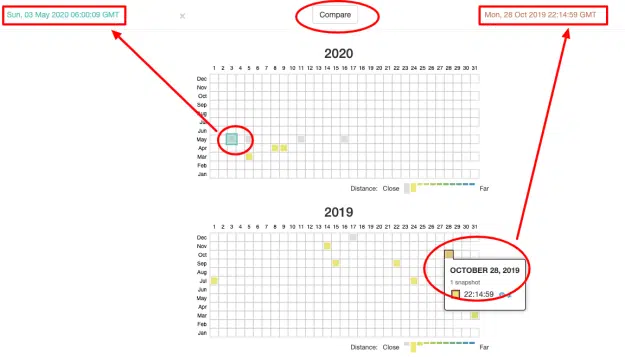 Sun, 03 May 2020 06:00:09 GMT × Compare Mon, 28 Oct 2019 22:14:59 GMT
2020
1 2 3 4 5 6 7 8 9 10 11 12 13 14 15 16 17 18 19 20 21 22 23 24 25 26 27 28 29 30 31
Dec
Nov
Oct
Sep
Aug
Jul
Jun
May
Apr
Mar
Feb
Jan
Distance: Close Far
2019
1 2 3 4 5 6 7 8 9 10 11 12 13 14 15 16 17 18 19 20 21 22 23 24 25 26 27 28 29 30 31
Dec
Nov
Oct
Sep
Aug
Jul
Jun
May
Apr
Mar
Feb
Jan
OCTOBER 28, 2019
1 snapshot
22:14:59
Distance: Close Far